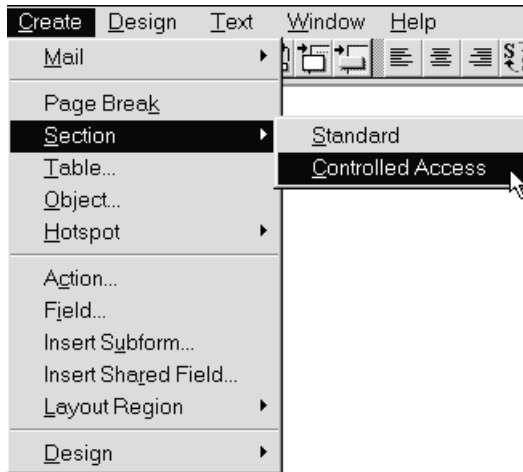 Create Design Text Window Help
Mail
Page Break
Section
Standard
Table...
Controlled Access
Object...
Hotspot
Action...
Field...
Insert Subform...
Insert Shared Field...
Layout Region
Design